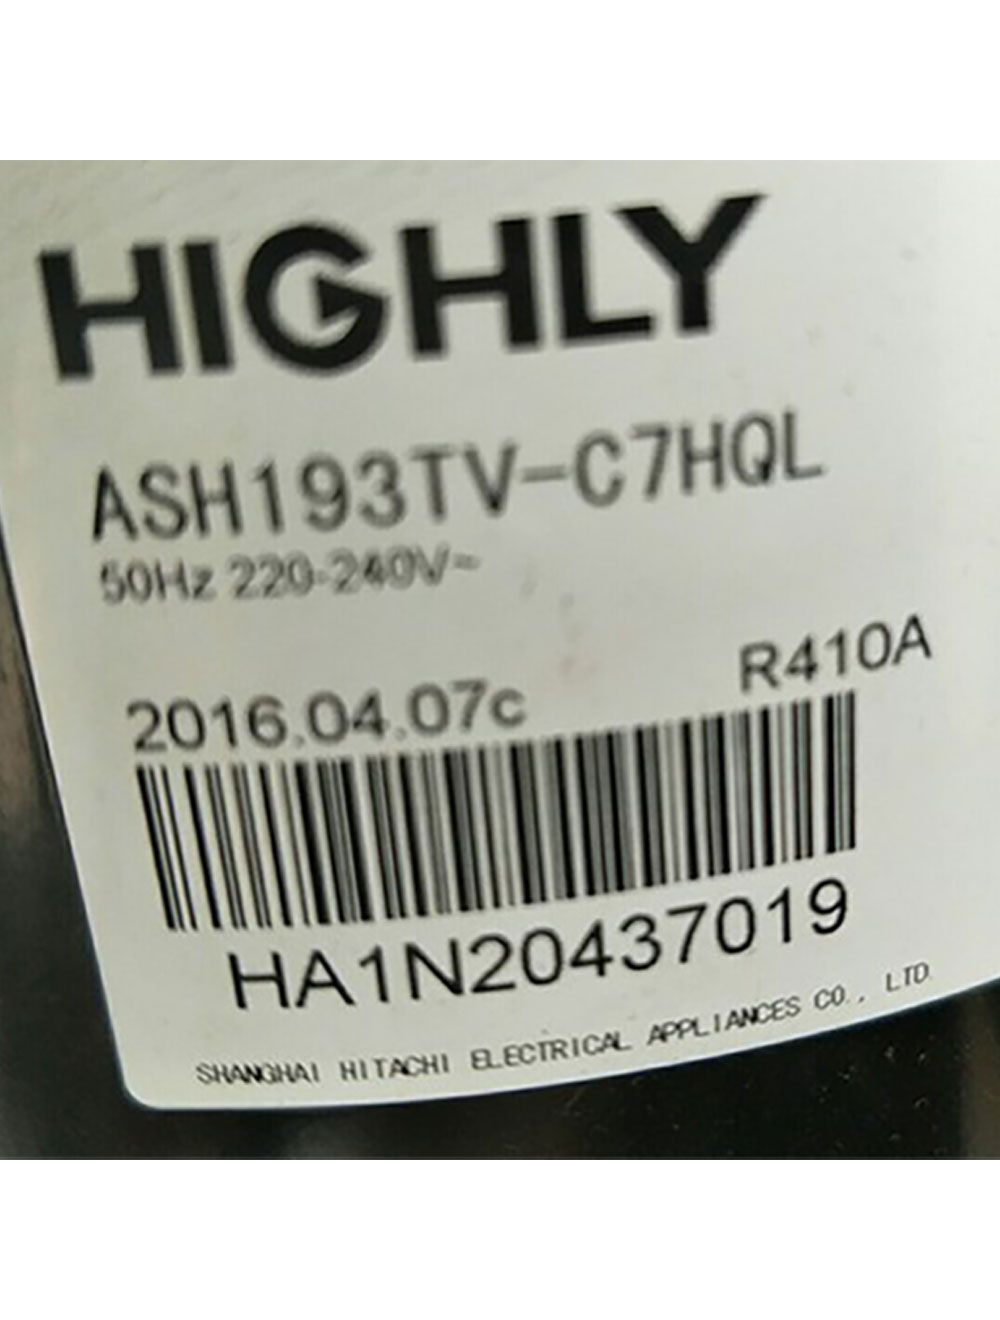 HIGHLY
ASH193TV-C7HQL
50Hz 220-240V~
2016.04.07c R410A
HA1N20437019
SHANGHAI HITACHI ELECTRICAL APPLIANCES CO., LTD.